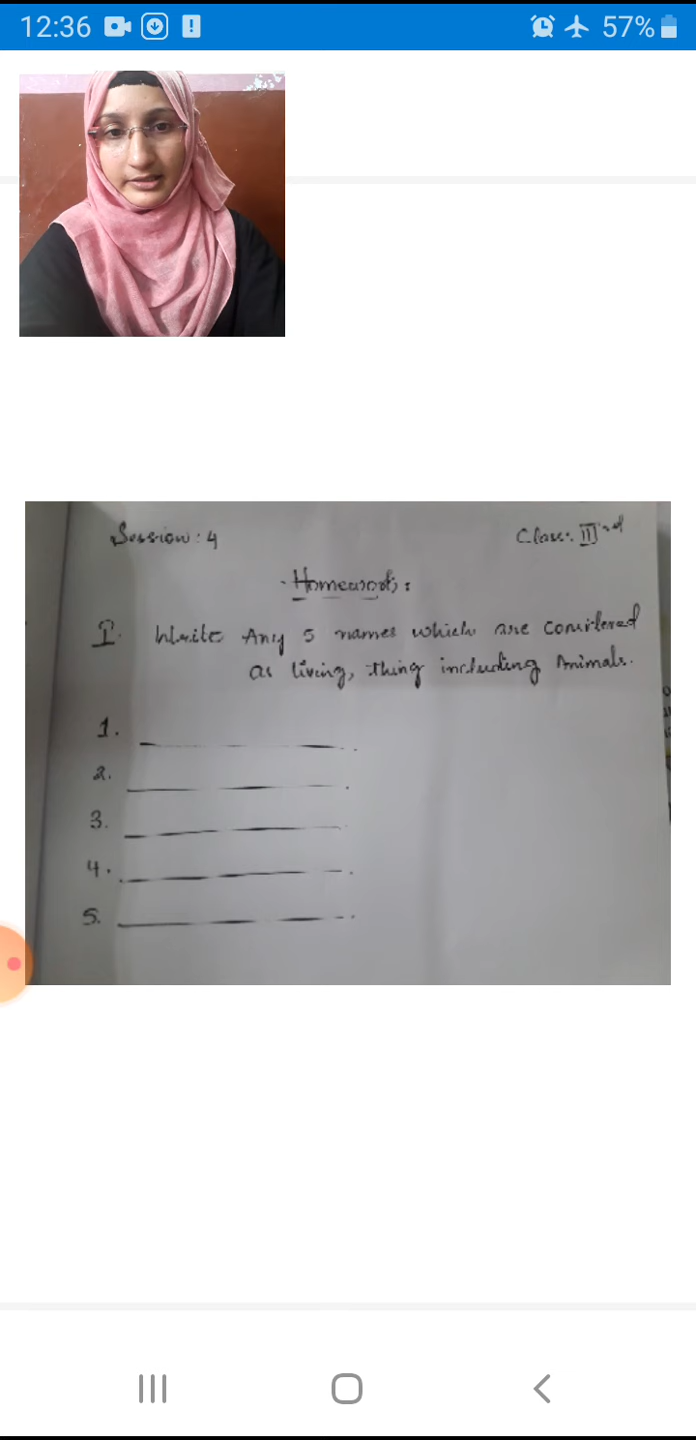 12:36
57%
Session : 4
Class: IIIrd
Homework :
I. Write Any 5 names which are considered
as living, thing including Animals.
1.
2.
3.
4.
5.